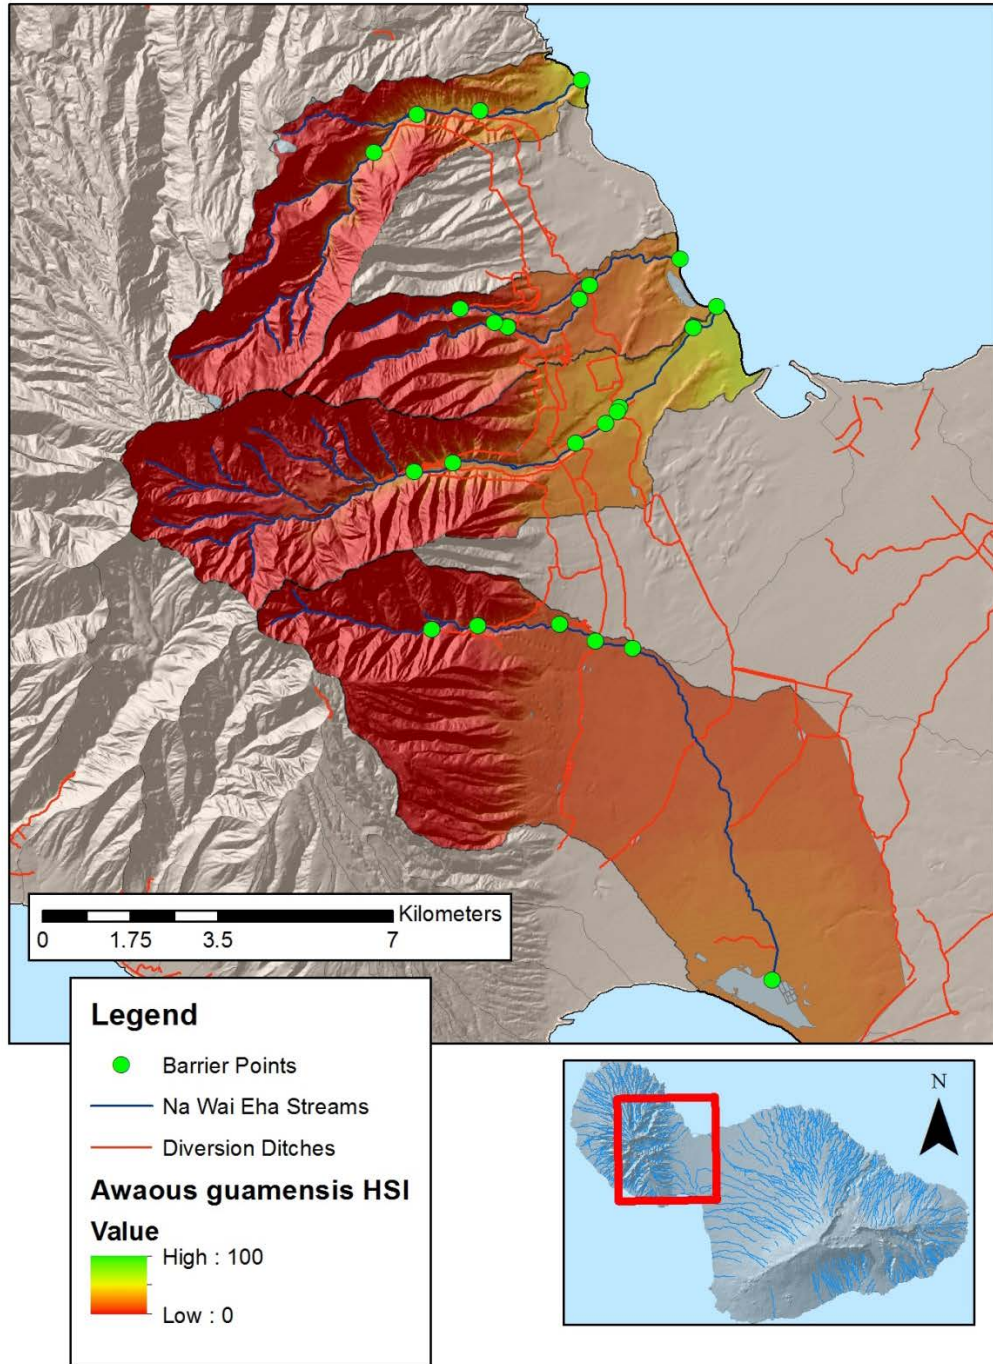 Kilometers
0 1.75 3.5 7
Legend
Barrier Points
Na Wai Eha Streams
Diversion Ditches
Awaous guamensis HSI
Value
High : 100
Low : 0
N